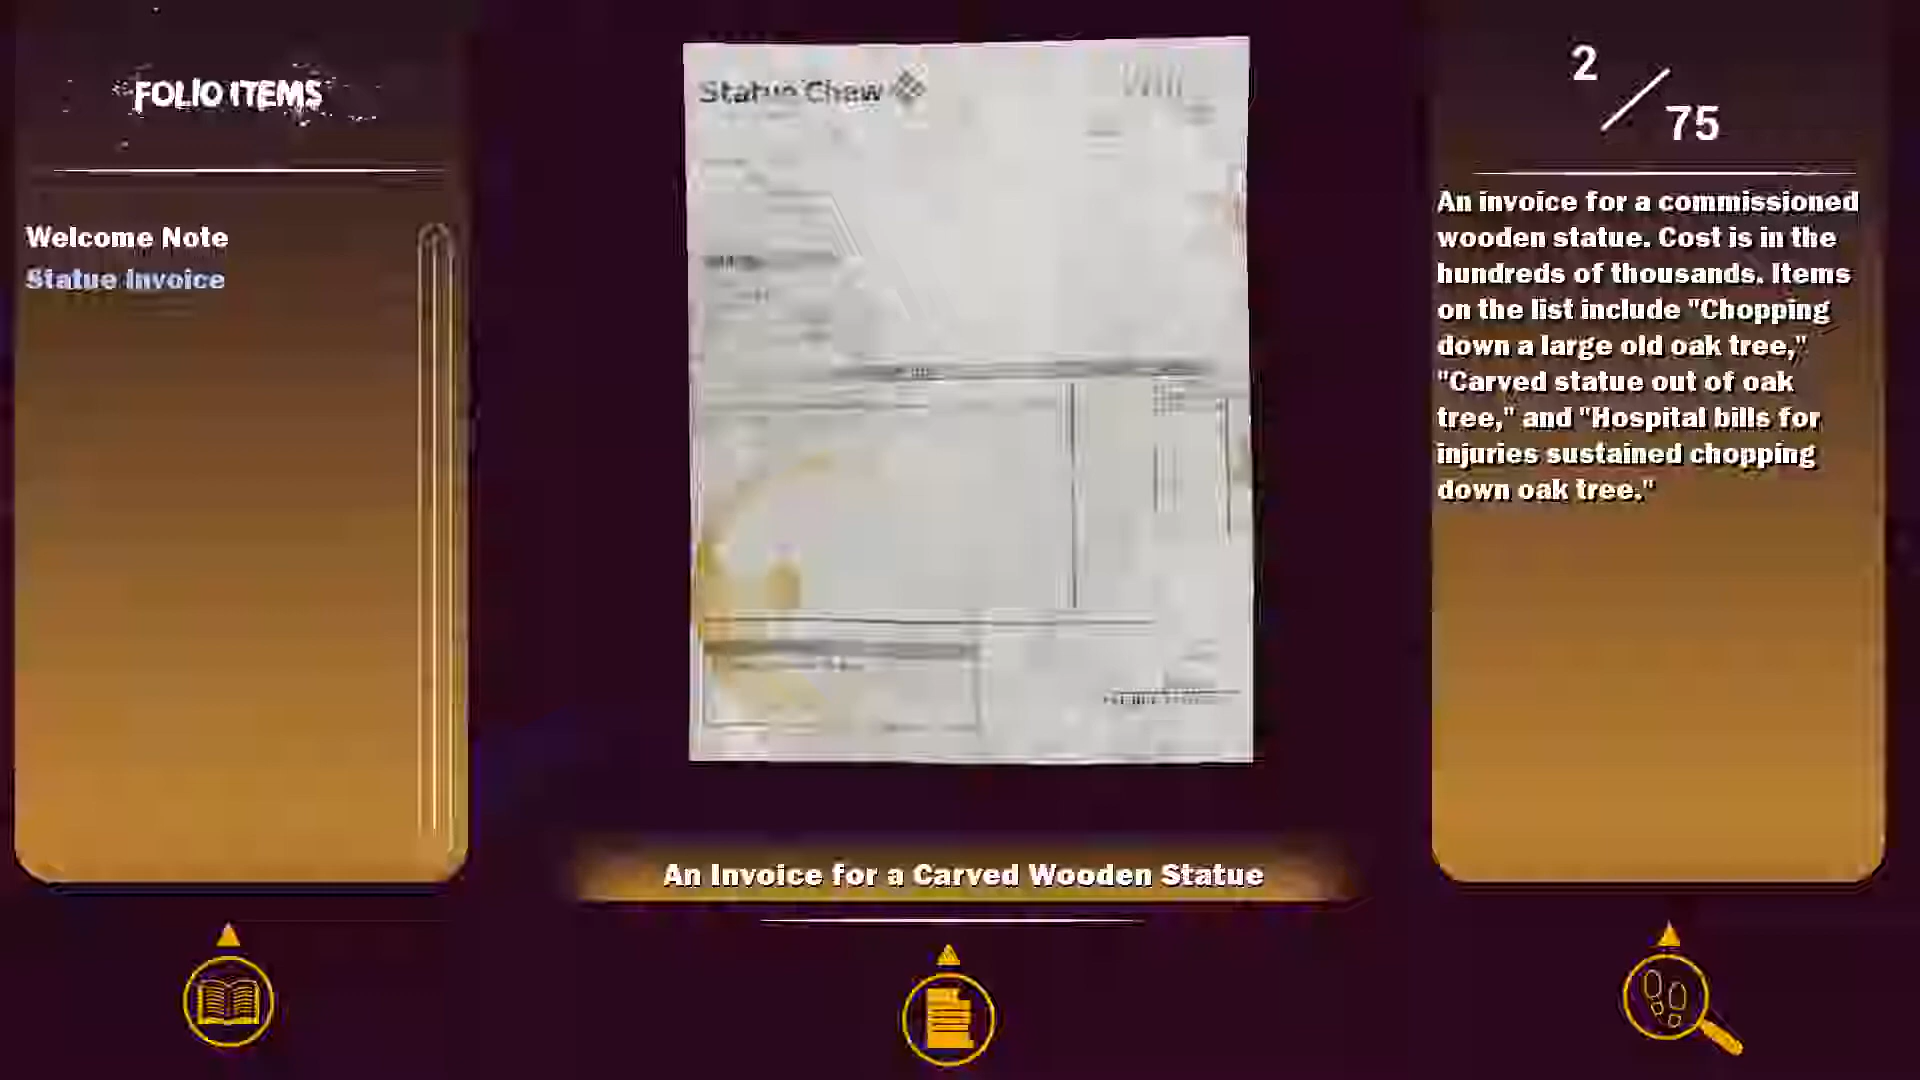 FOLIO ITEMS
Welcome Note
Statue Invoice
Statue Chew
An Invoice for a Carved Wooden Statue
2
/
75
An invoice for a commissioned
wooden statue. Cost is in the
hundreds of thousands. Items
on the list include "Chopping
down a large old oak tree,"
"Carved statue out of oak
tree," and "Hospital bills for
injuries sustained chopping
down oak tree."